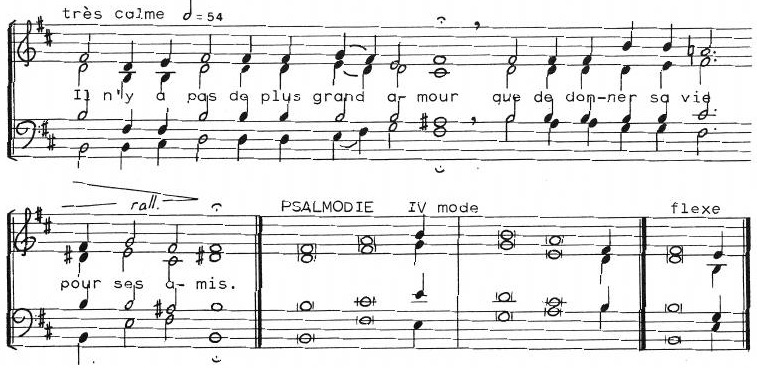 très calme = 54
Il n'y a pas de plus grand a- mour que de don-ner sa vie
rall. PSALMODIE IV mode flexe
pour ses a- mis.